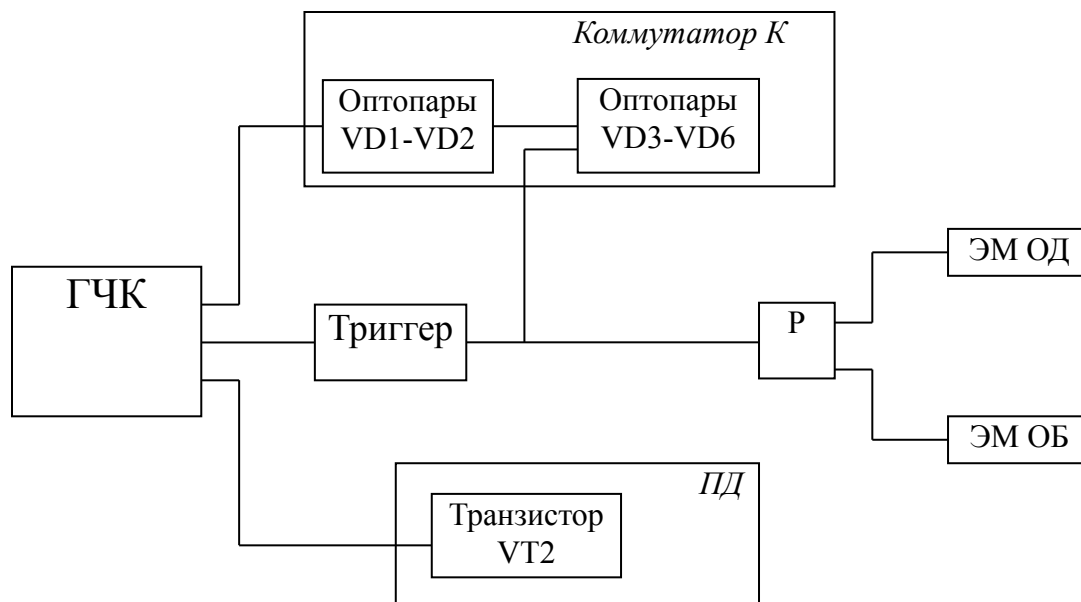 Коммутатор К
Оптопары
VD1-VD2
Оптопары
VD3-VD6
ЭМ ОД
ГЧК
Триггер
Р
ЭМ ОБ
ПД
Транзистор
VT2